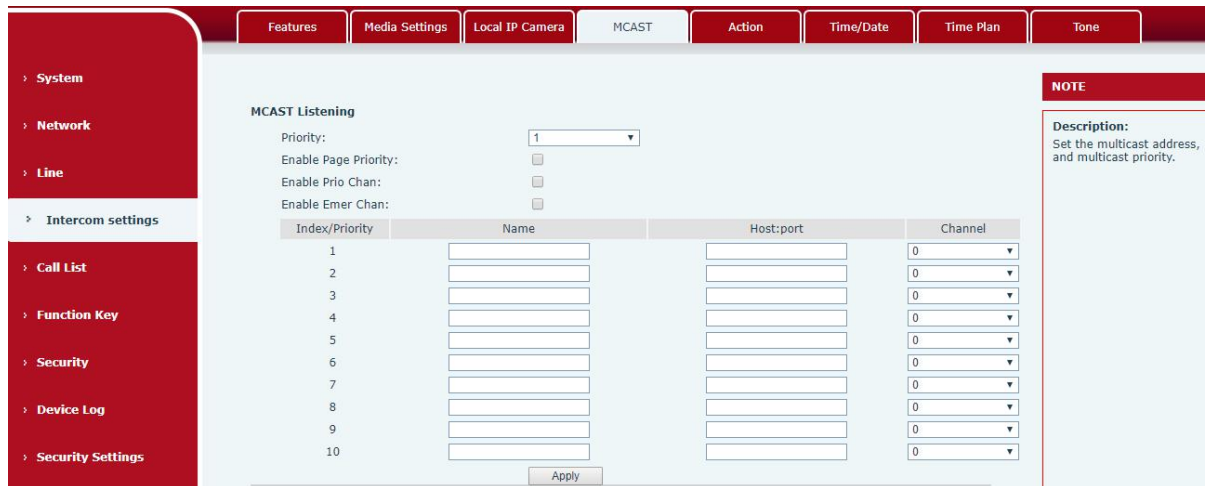 Features Media Settings Local IP Camera MCAST Action Time/Date Time Plan Tone
› System
› Network
› Line
› Intercom settings
› Call List
› Function Key
› Security
› Device Log
› Security Settings
MCAST Listening
Priority: 1
Enable Page Priority:
Enable Prio Chan:
Enable Emer Chan:
Index/Priority Name Host:port Channel
1 0
2 0
3 0
4 0
5 0
6 0
7 0
8 0
9 0
10 0
Apply
NOTE
Description:
Set the multicast address,
and multicast priority.